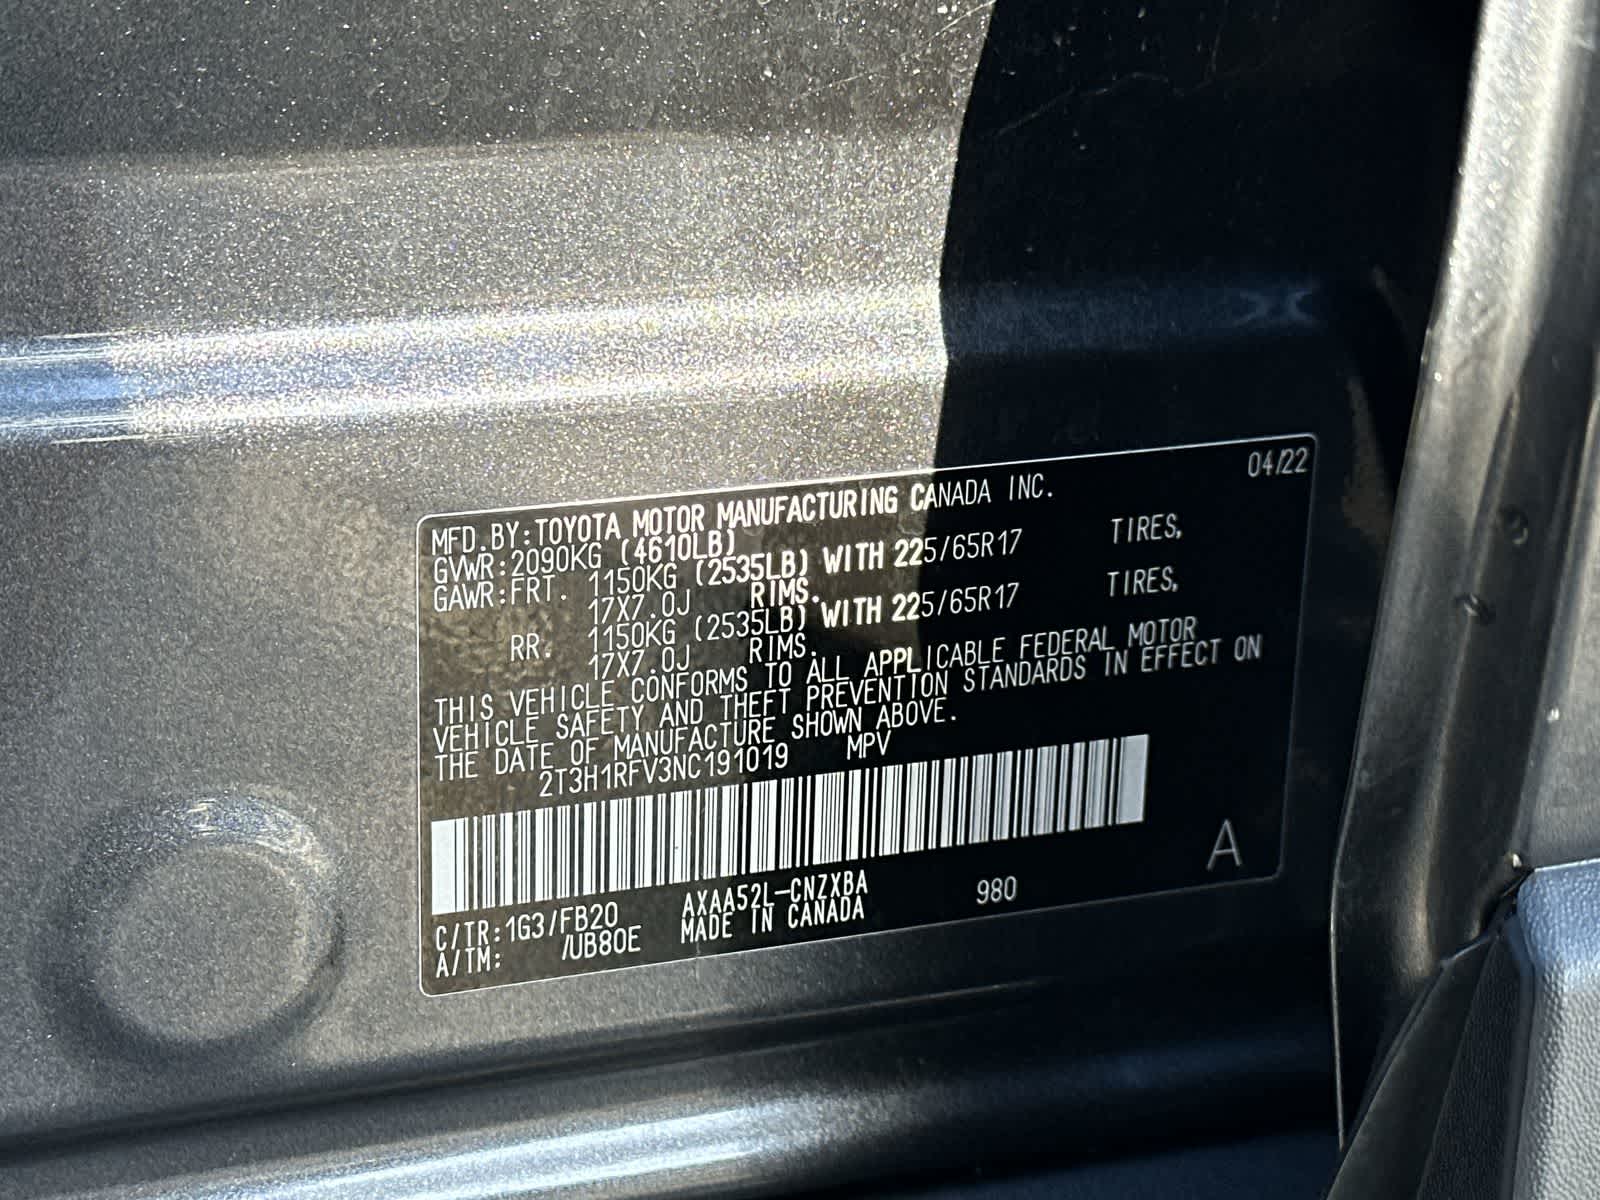 04/22
MFD.BY:TOYOTA MOTOR MANUFACTURING CANADA INC.
GVWR:2090KG (4610LB)
GAWR:FRT. 1150KG (2535LB) WITH 225/65R17 TIRES,
17X7.0J RIMS.
RR. 1150KG (2535LB) WITH 225/65R17 TIRES,
17X7.0J RIMS.
THIS VEHICLE CONFORMS TO ALL APPLICABLE FEDERAL MOTOR
VEHICLE SAFETY AND THEFT PREVENTION STANDARDS IN EFFECT ON
THE DATE OF MANUFACTURE SHOWN ABOVE.
2T3H1RFV3NC191019 MPV
A
C/TR:1G3/FB20 AXAA52L-CNZXBA 980
A/TM: /UB80E MADE IN CANADA